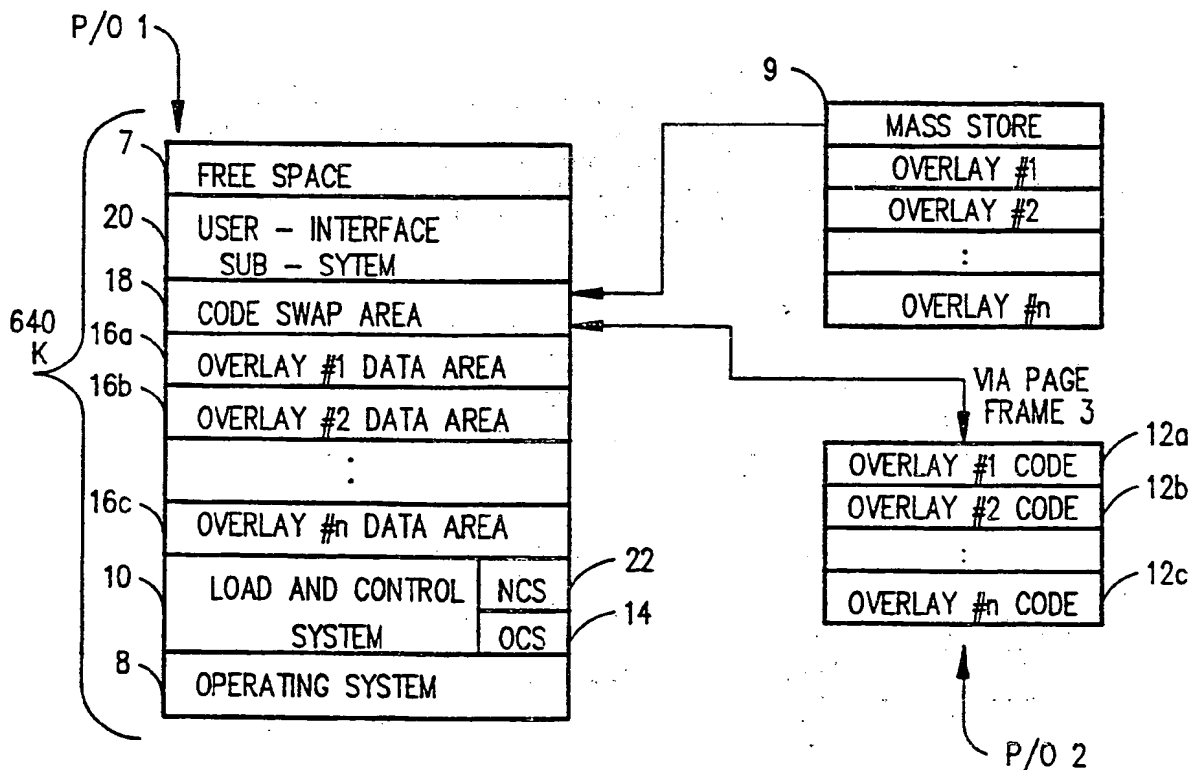 P/O 1
7
FREE SPACE
20
USER - INTERFACE
SUB - SYTEM
18
CODE SWAP AREA
640
K
16a
OVERLAY #1 DATA AREA
16b
OVERLAY #2 DATA AREA
:
16c
OVERLAY #n DATA AREA
10
LOAD AND CONTROL
SYSTEM
NCS
22
OCS
14
8
OPERATING SYSTEM
9
MASS STORE
OVERLAY #1
OVERLAY #2
:
OVERLAY #n
VIA PAGE
FRAME 3
OVERLAY #1 CODE
12a
OVERLAY #2 CODE
12b
:
OVERLAY #n CODE
12c
P/O 2